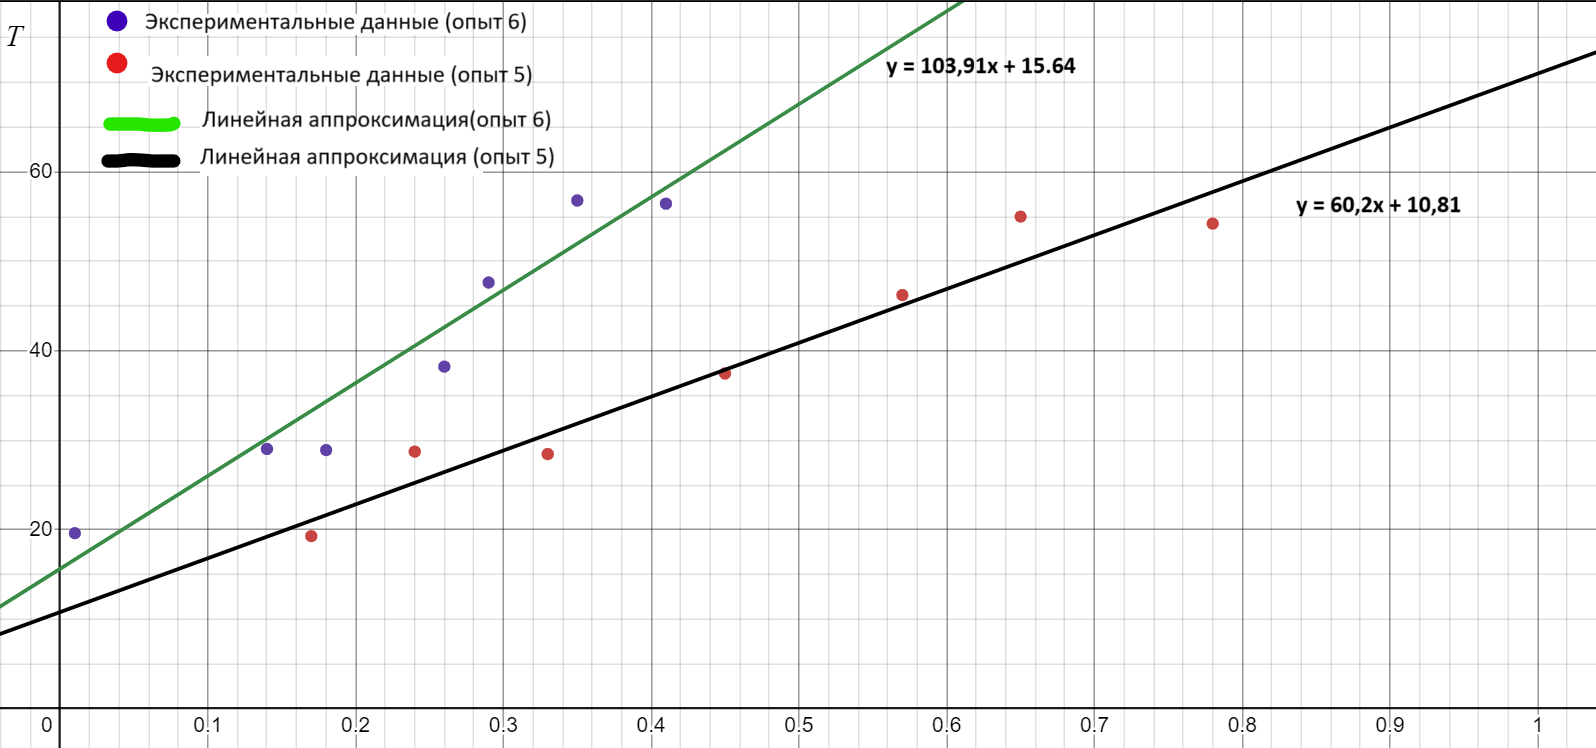 T
Экспериментальные данные (опыт 6)
Экспериментальные данные (опыт 5)
Линейная аппроксимация(опыт 6)
Линейная аппроксимация (опыт 5)
y = 103,91x + 15.64
y = 60,2x + 10,81
60
40
20
0 0.1 0.2 0.3 0.4 0.5 0.6 0.7 0.8 0.9 1